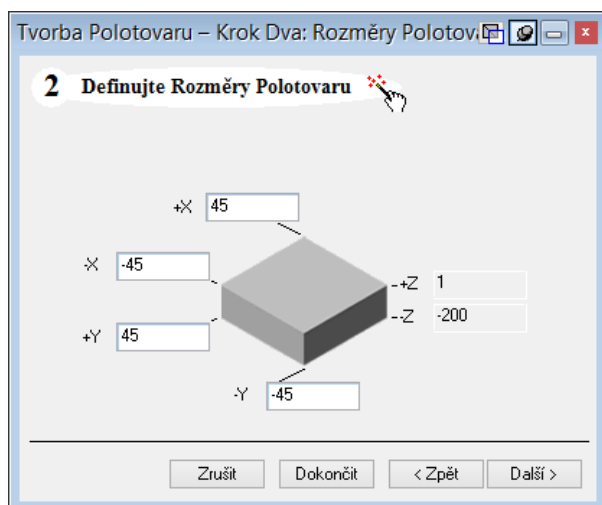 Tvorba Polotovaru – Krok Dva: Rozměry Polotova
2 Definujte Rozměry Polotovaru
+X 45
-X -45
+Z 1
-Z -200
+Y 45
-Y -45
Zrušit Dokončit < Zpět Další >